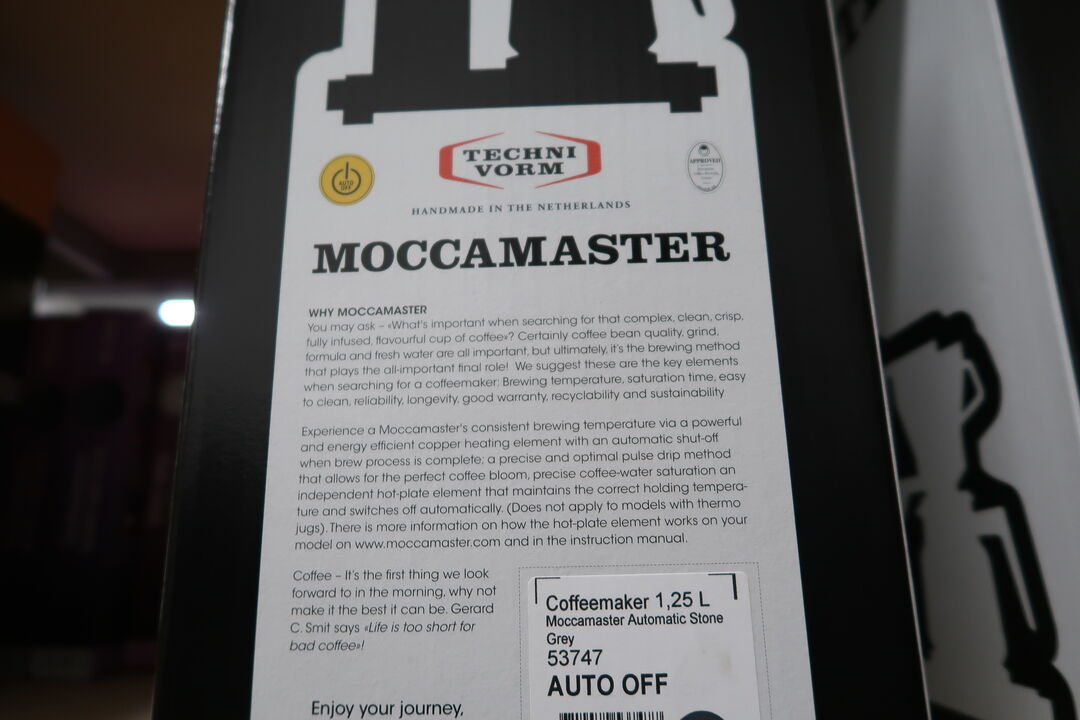 AUTO
OFF
TECHNI
VORM
APPROVED
HANDMADE IN THE NETHERLANDS
MOCCAMASTER
WHY MOCCAMASTER
You may ask – «What's important when searching for that complex, clean, crisp,
fully infused, flavourful cup of coffee»? Certainly coffee bean quality, grind,
formula and fresh water are all important, but ultimately, it's the brewing method
that plays the all-important final role! We suggest these are the key elements
when searching for a coffeemaker: Brewing temperature, saturation time, easy
to clean, reliability, longevity, good warranty, recyclability and sustainability
Experience a Moccamaster's consistent brewing temperature via a powerful
and energy efficient copper heating element with an automatic shut-off
when brew process is complete; a precise and optimal pulse drip method
that allows for the perfect coffee bloom, precise coffee-water saturation an
independent hot-plate element that maintains the correct holding tempera-
ture and switches off automatically. (Does not apply to models with thermo
jugs). There is more information on how the hot-plate element works on your
model on www.moccamaster.com and in the instruction manual.
Coffee – It's the first thing we look
forward to in the morning, why not
make it the best it can be. Gerard
C. Smit says «Life is too short for
bad coffee»!
Enjoy your journey,
Coffeemaker 1,25 L
Moccamaster Automatic Stone
Grey
53747
AUTO OFF